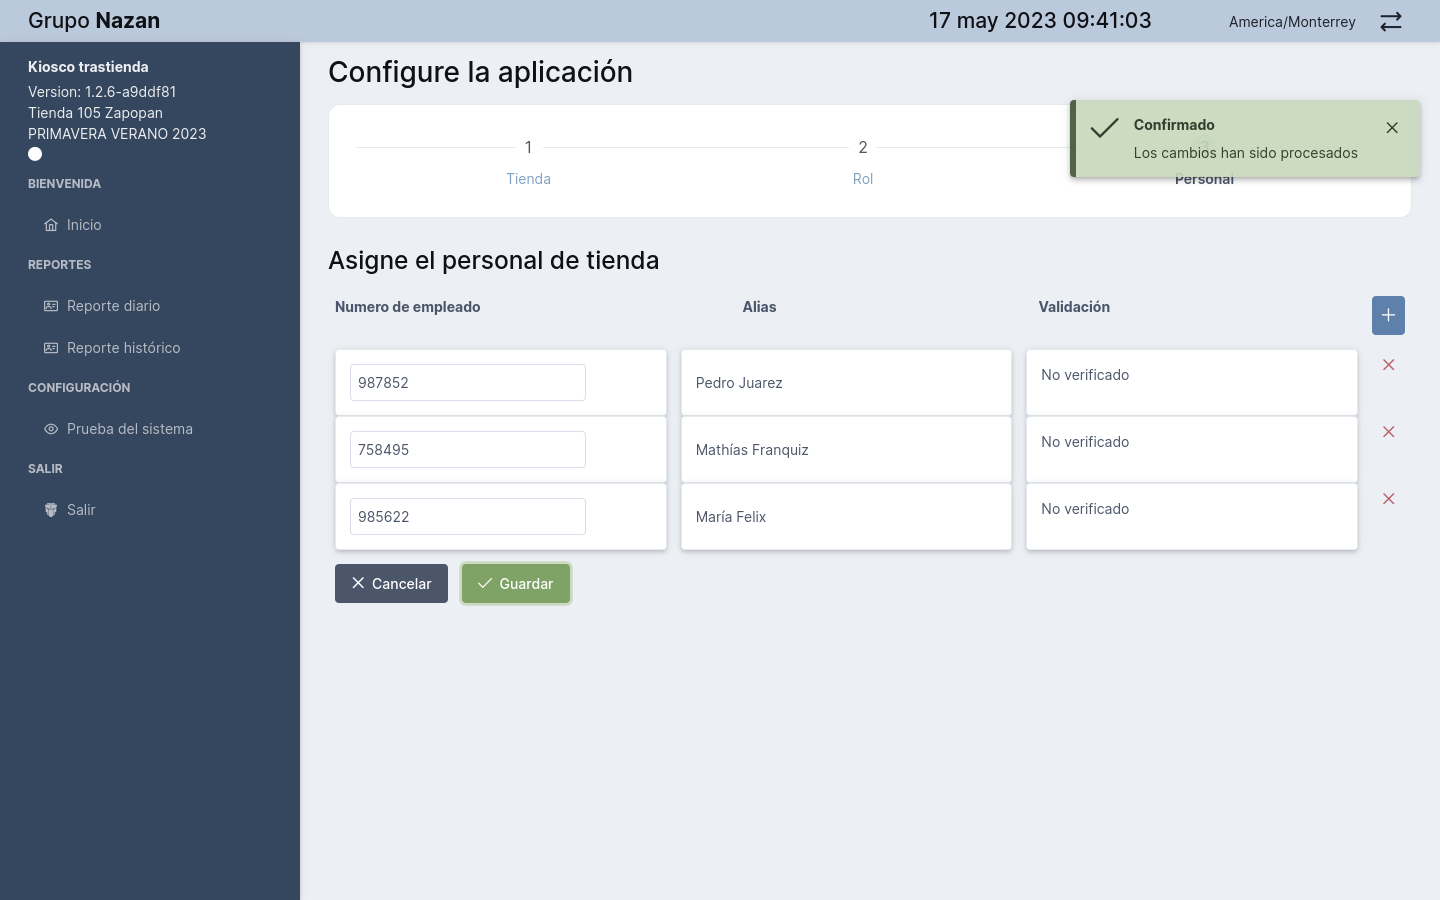 Grupo Nazan
17 may 2023 09:41:03
America/Monterrey
Kiosco trastienda
Version: 1.2.6-a9ddf81
Tienda 105 Zapopan
PRIMAVERA VERANO 2023
BIENVENIDA
Inicio
REPORTES
Reporte diario
Reporte histórico
CONFIGURACIÓN
Prueba del sistema
SALIR
Salir
Configure la aplicación
1
Tienda
2
Rol
3
Personal
Confirmado
Los cambios han sido procesados
Asigne el personal de tienda
Numero de empleado Alias Validación
987852 Pedro Juarez No verificado
758495 Mathías Franquiz No verificado
985622 María Felix No verificado
Cancelar Guardar